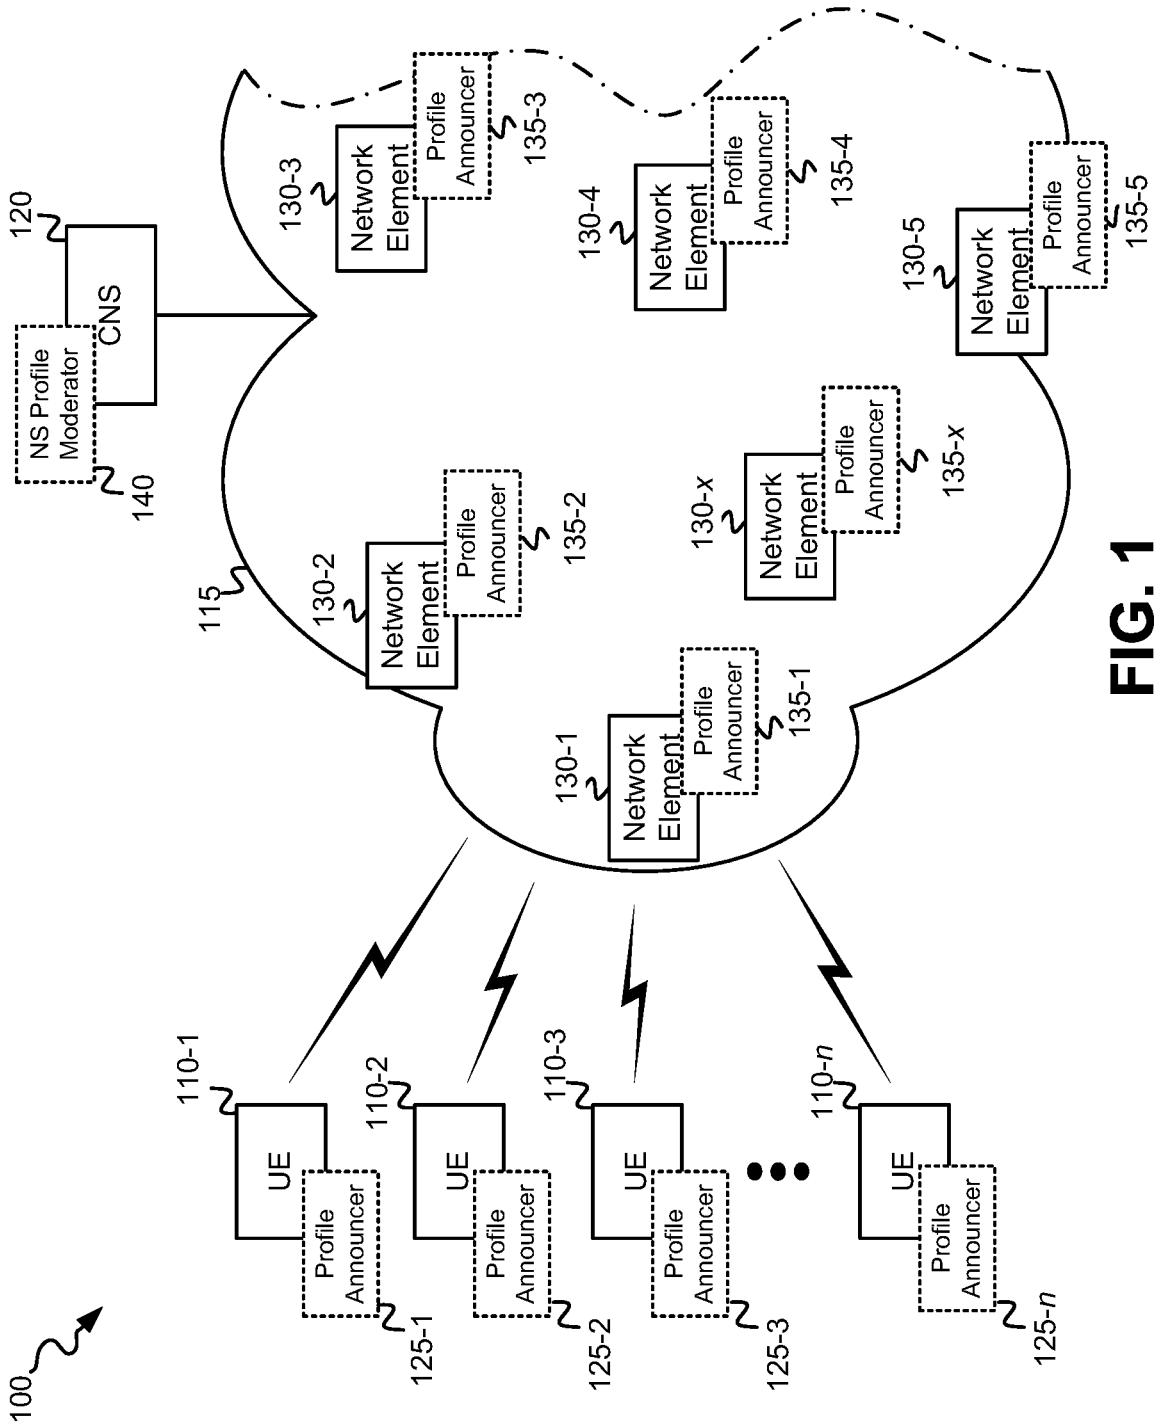 100
110-1
UE
Profile
Announcer
125-1
110-2
UE
Profile
Announcer
125-2
110-3
UE
Profile
Announcer
125-3
110-n
UE
Profile
Announcer
125-n
115
120
CNS
NS Profile
Moderator
140
130-1
Network
Element
Profile
Announcer
135-1
130-2
Network
Element
Profile
Announcer
135-2
130-3
Network
Element
Profile
Announcer
135-3
130-4
Network
Element
Profile
Announcer
135-4
130-5
Network
Element
Profile
Announcer
135-5
130-x
Network
Element
Profile
Announcer
135-x
FIG. 1